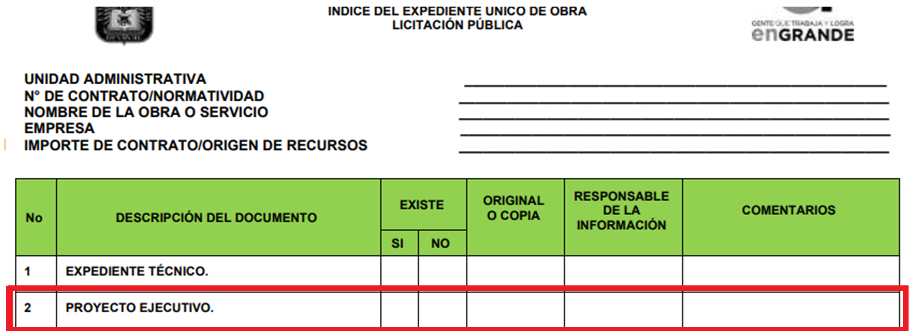 INDICE DEL EXPEDIENTE UNICO DE OBRA
LICITACIÓN PÚBLICA
GENTE QUE TRABAJA Y LOGRA
enGRANDE
UNIDAD ADMINISTRATIVA
N° DE CONTRATO/NORMATIVIDAD
NOMBRE DE LA OBRA O SERVICIO
EMPRESA
IMPORTE DE CONTRATO/ORIGEN DE RECURSOS
No
DESCRIPCIÓN DEL DOCUMENTO
EXISTE
SI NO
ORIGINAL
O COPIA
RESPONSABLE
DE LA
INFORMACIÓN
COMENTARIOS
1 EXPEDIENTE TÉCNICO.
2 PROYECTO EJECUTIVO.